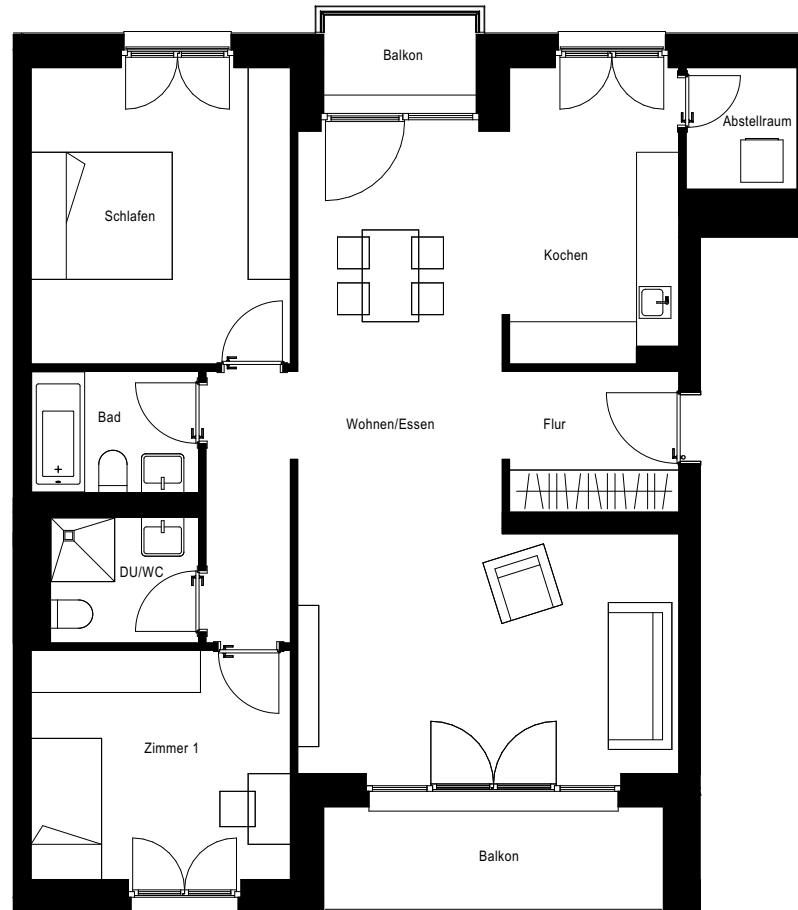 Balkon
Abstellraum
Schlafen
Kochen
Bad
Wohnen/Essen
Flur
DU/WC
Zimmer 1
Balkon